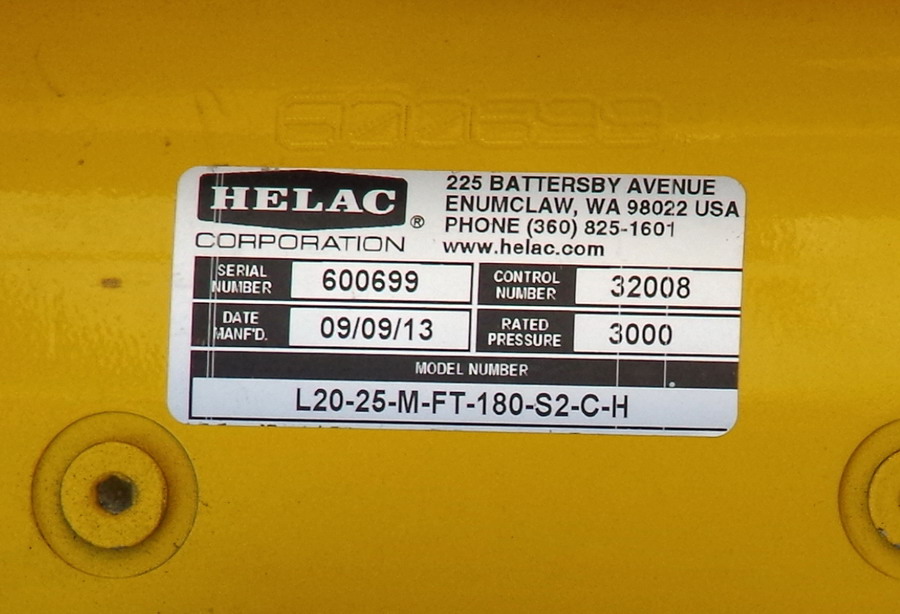 600699
HELAC ®
CORPORATION
225 BATTERSBY AVENUE
ENUMCLAW, WA 98022 USA
PHONE (360) 825-1601
www.helac.com
SERIAL NUMBER 600699
CONTROL NUMBER 32008
DATE MANF'D. 09/09/13
RATED PRESSURE 3000
MODEL NUMBER
L20-25-M-FT-180-S2-C-H